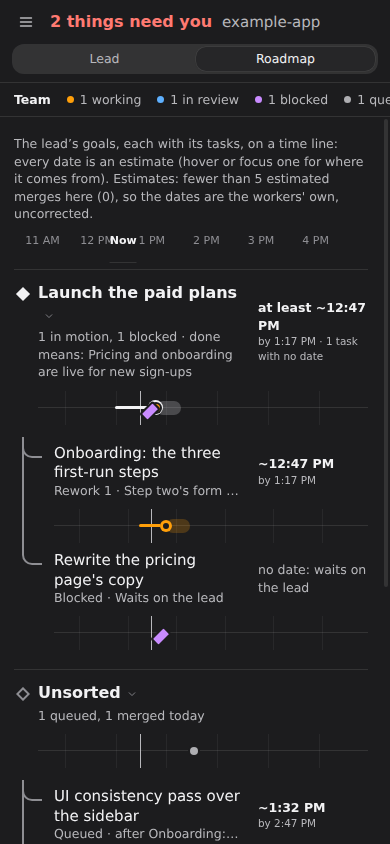 2 things need you example-app
Lead Roadmap
Team 1 working 1 in review 1 blocked 1 que
The lead's goals, each with its tasks, on a time line:
every date is an estimate (hover or focus one for where
it comes from). Estimates: fewer than 5 estimated
merges here (0), so the dates are the workers' own,
uncorrected.
11 AM 12 PM Now 1 PM 2 PM 3 PM 4 PM
Launch the paid plans
at least ~12:47
PM
by 1:17 PM · 1 task
with no date
1 in motion, 1 blocked · done
means: Pricing and onboarding
are live for new sign-ups
Onboarding: the three
first-run steps
Rework 1 · Step two's form …
~12:47 PM
by 1:17 PM
Rewrite the pricing
page's copy
Blocked · Waits on the lead
no date: waits on
the lead
Unsorted
1 queued, 1 merged today
UI consistency pass over
the sidebar
Queued · after Onboarding:…
~1:32 PM
by 2:47 PM